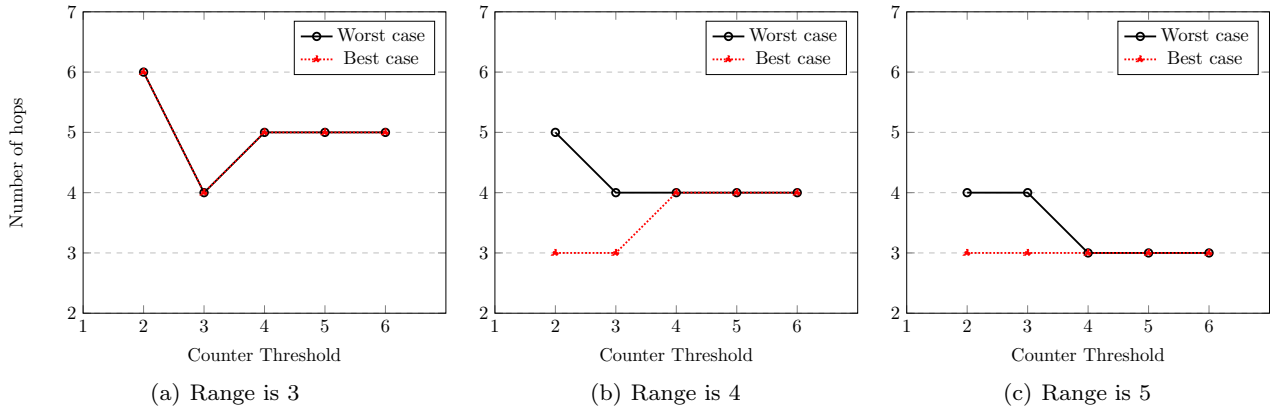 7
6
5
4
3
2
1 2 3 4 5 6
Number of hops
Counter Threshold
Worst case
Best case
(a) Range is 3
7
6
5
4
3
2
1 2 3 4 5 6
Counter Threshold
Worst case
Best case
(b) Range is 4
7
6
5
4
3
2
1 2 3 4 5 6
Counter Threshold
Worst case
Best case
(c) Range is 5